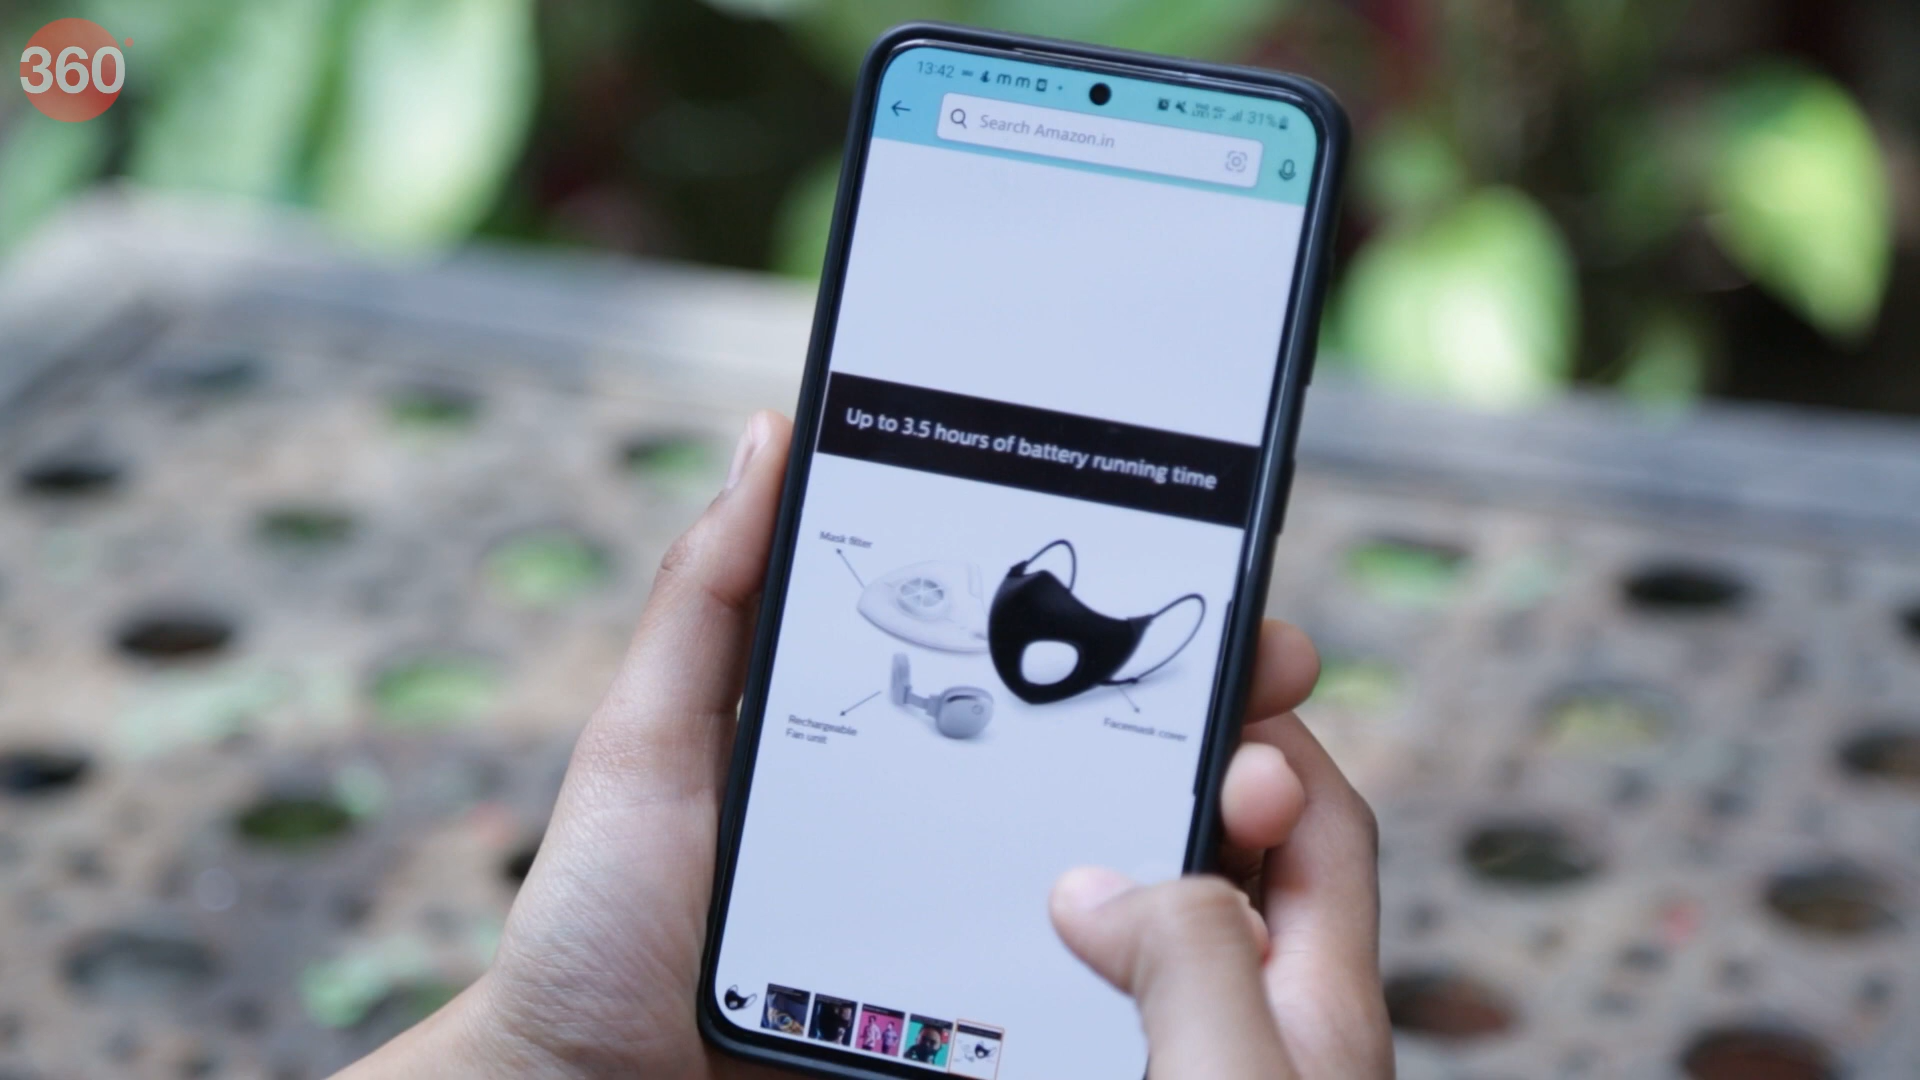 360
13:42
31%
Search Amazon.in
Up to 3.5 hours of battery running time
Mask filter
Rechargeable
Fan unit
Facemask cover